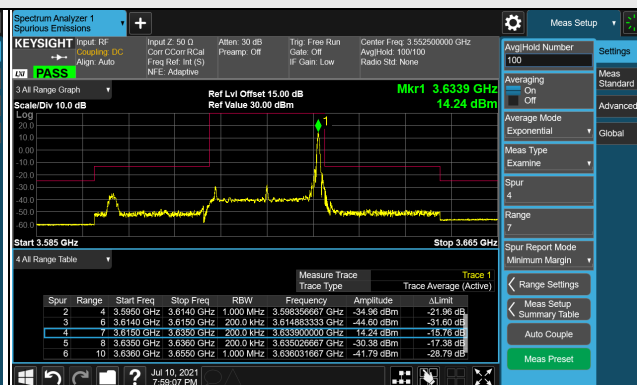 Spectrum Analyzer 1
Spurious Emissions
Meas Setup
KEYSIGHT
Input: RF
Coupling: DC
Align: Auto
Input Z: 50 Ω
Corr CCorr RCal
Freq Ref: Int (S)
NFE: Adaptive
Atten: 30 dB
Preamp: Off
Trig: Free Run
Gate: Off
IF Gain: Low
Center Freq: 3.552500000 GHz
Avg|Hold: 100/100
Radio Std: None
LXI PASS
3 All Range Graph
Scale/Div 10.0 dB
Ref Lvl Offset 15.00 dB
Ref Value 30.00 dBm
Mkr1 3.6339 GHz
14.24 dBm
Log
20.0
10.0
0.00
-10.0
-20.0
-30.0
-40.0
-50.0
-60.0
1
Start 3.585 GHz
Stop 3.665 GHz
4 All Range Table
Measure Trace Trace 1
Trace Type Trace Average (Active)
Spur Range Start Freq Stop Freq RBW Frequency Amplitude ΔLimit
2 4 3.5950 GHz 3.6140 GHz 1.000 MHz 3.598356667 GHz -34.96 dBm -21.96 dB
3 6 3.6140 GHz 3.6150 GHz 200.0 kHz 3.614883333 GHz -44.60 dBm -31.60 dB
4 7 3.6150 GHz 3.6350 GHz 200.0 kHz 3.633900000 GHz 14.24 dBm -15.76 dB
5 8 3.6350 GHz 3.6360 GHz 200.0 kHz 3.635026667 GHz -30.38 dBm -17.38 dB
6 10 3.6360 GHz 3.6550 GHz 1.000 MHz 3.636031667 GHz -41.79 dBm -28.79 dB
Avg|Hold Number
100
Averaging
On
Off
Average Mode
Exponential
Meas Type
Examine
Spur
4
Range
7
Spur Report Mode
Minimum Margin
Range Settings
Meas Setup
Summary Table
Auto Couple
Meas Preset
Settings
Meas
Standard
Advanced
Global
?
Jul 10, 2021
7:59:07 PM